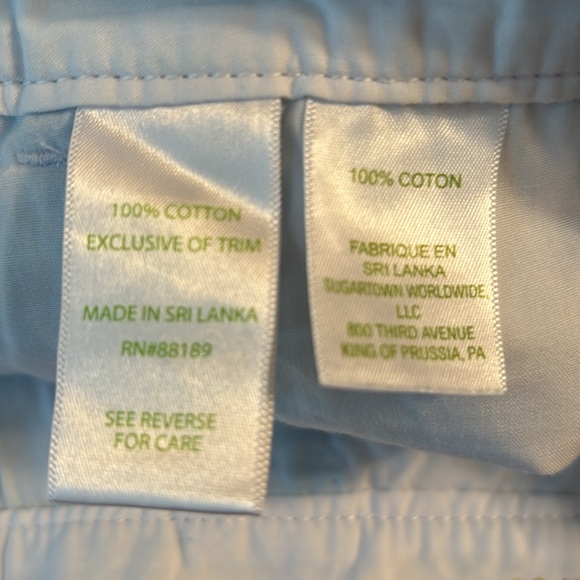 100% COTTON
EXCLUSIVE OF TRIM
MADE IN SRI LANKA
RN#88189
SEE REVERSE
FOR CARE
100% COTON
FABRIQUE EN
SRI LANKA
SUGARTOWN WORLDWIDE,
LLC
800 THIRD AVENUE
KING OF PRUSSIA, PA